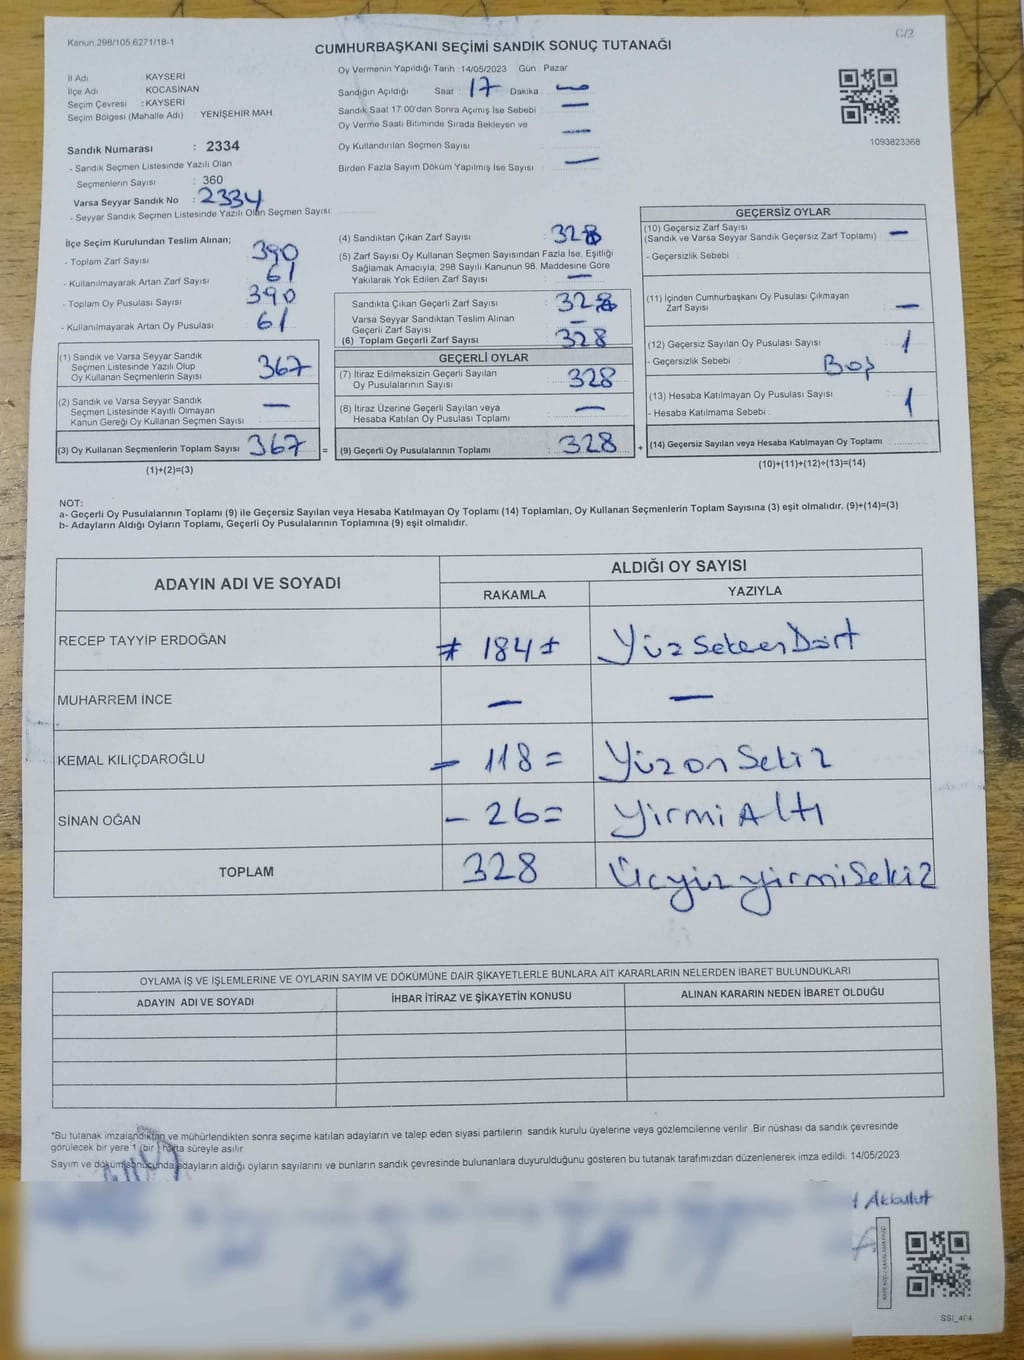 Kanun.298/105,6271/18-1
C/2
CUMHURBAŞKANI SEÇİMİ SANDIK SONUÇ TUTANAĞI
İl Adı KAYSERİ
İlçe Adı KOCASİNAN
Seçim Çevresi : KAYSERİ
Seçim Bölgesi (Mahalle Adı) YENİŞEHİR MAH.
Sandık Numarası : 2334
- Sandık Seçmen Listesinde Yazılı Olan
Seçmenlerin Sayısı : 360
Varsa Seyyar Sandık No : 2334
- Seyyar Sandık Seçmen Listesinde Yazılı Olan Seçmen Sayısı:
Oy Vermenin Yapıldığı Tarih : 14/05/2023 Gün : Pazar
Sandığın Açıldığı Saat : 17 Dakika : —
Sandık Saat 17.00'den Sonra Açımış İse Sebebi : —
Oy Verme Saati Bitiminde Sırada Bekleyen ve
Oy Kullandırılan Seçmen Sayısı : —
Birden Fazla Sayım Döküm Yapılmış İse Sayısı : —
1093823368
İlçe Seçim Kurulundan Teslim Alınan;
- Toplam Zarf Sayısı : 390
- Kullanılmayarak Artan Zarf Sayısı : 61
- Toplam Oy Pusulası Sayısı : 390
- Kullanılmayarak Artan Oy Pusulası : 61
(1) Sandık ve Varsa Seyyar Sandık
Seçmen Listesinde Yazılı Olup
Oy Kullanan Seçmenlerin Sayısı : 367
(2) Sandık ve Varsa Seyyar Sandık
Seçmen Listesinde Kayıtlı Olmayan
Kanun Gereği Oy Kullanan Seçmen Sayısı : —
(3) Oy Kullanan Seçmenlerin Toplam Sayısı : 367
(1)+(2)=(3)
(4) Sandıktan Çıkan Zarf Sayısı : 328
(5) Zarf Sayısı Oy Kullanan Seçmen Sayısından Fazla İse, Eşitliği
Sağlamak Amacıyla, 298 Sayılı Kanunun 98. Maddesine Göre
Yakılarak Yok Edilen Zarf Sayısı : —
Sandıkta Çıkan Geçerli Zarf Sayısı : 328
Varsa Seyyar Sandıktan Teslim Alınan
Geçerli Zarf Sayısı : —
(6) Toplam Geçerli Zarf Sayısı : 328
GEÇERLİ OYLAR
(7) İtiraz Edilmeksizin Geçerli Sayılan
Oy Pusulalarının Sayısı : 328
(8) İtiraz Üzerine Geçerli Sayılan veya
Hesaba Katılan Oy Pusulası Toplamı : —
= (9) Geçerli Oy Pusulalarının Toplamı : 328
GEÇERSİZ OYLAR
(10) Geçersiz Zarf Sayısı
(Sandık ve Varsa Seyyar Sandık Geçersiz Zarf Toplamı) : —
- Geçersizlik Sebebi :
(11) İçinden Cumhurbaşkanı Oy Pusulası Çıkmayan
Zarf Sayısı : —
(12) Geçersiz Sayılan Oy Pusulası Sayısı : 1
- Geçersizlik Sebebi : Boş
(13) Hesaba Katılmayan Oy Pusulası Sayısı : 1
- Hesaba Katılmama Sebebi :
+ (14) Geçersiz Sayılan veya Hesaba Katılmayan Oy Toplamı :
(10)+(11)+(12)+(13)=(14)
NOT:
a- Geçerli Oy Pusulalarının Toplamı (9) ile Geçersiz Sayılan veya Hesaba Katılmayan Oy Toplamı (14) Toplamları, Oy Kullanan Seçmenlerin Toplam Sayısına (3) eşit olmalıdır. (9)+(14)=(3)
b- Adayların Aldığı Oyların Toplamı, Geçerli Oy Pusulalarının Toplamına (9) eşit olmalıdır.
ADAYIN ADI VE SOYADI ALDIĞI OY SAYISI
RAKAMLA YAZIYLA
RECEP TAYYİP ERDOĞAN # 184 ± Yüz Seksen Dört
MUHARREM İNCE — —
KEMAL KILIÇDAROĞLU - 118 = Yüz on Sekiz
SİNAN OĞAN - 26 = Yirmi Altı
TOPLAM 328 Üçyüzyirmi Sekiz
OYLAMA İŞ VE İŞLEMLERİNE VE OYLARIN SAYIM VE DÖKÜMÜNE DAİR ŞİKAYETLERLE BUNLARA AİT KARARLARIN NELERDEN İBARET BULUNDUKLARI
ADAYIN ADI VE SOYADI İHBAR İTİRAZ VE ŞİKAYETİN KONUSU ALINAN KARARIN NEDEN İBARET OLDUĞU
*Bu tutanak imzalandıktan ve mühürlendikten sonra seçime katılan adayların ve talep eden siyasi partilerin sandık kurulu üyelerine veya gözlemcilerine verilir. Bir nüshası da sandık çevresinde
görülecek bir yere 1 (bir) hafta süreyle asılır.
Sayım ve döküm sonucunda adayların aldığı oyların sayılarını ve bunların sandık çevresinde bulunanlara duyurulduğunu gösteren bu tutanak tarafımızdan düzenlenerek imza edildi. 14/05/2023
Akbulut
SSI_404